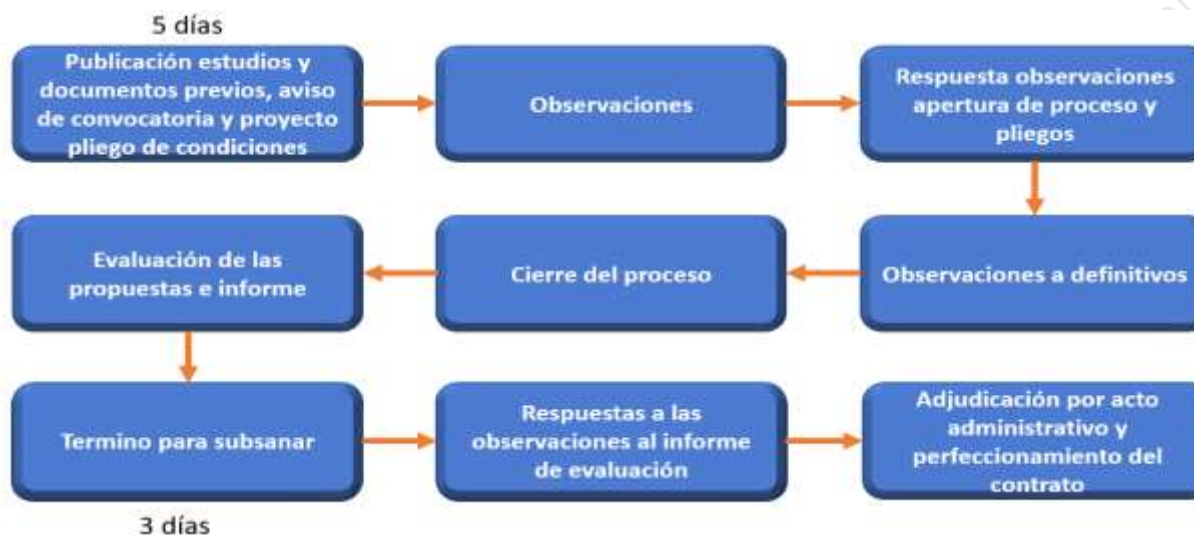 5 días
Publicación estudios y
documentos previos, aviso
de convocatoria y proyecto
pliego de condiciones
Observaciones
Respuesta observaciones
apertura de proceso y
pliegos
Observaciones a definitivos
Cierre del proceso
Evaluación de las
propuestas e informe
Termino para subsanar
3 días
Respuestas a las
observaciones al informe
de evaluación
Adjudicación por acto
administrativo y
perfeccionamiento del
contrato